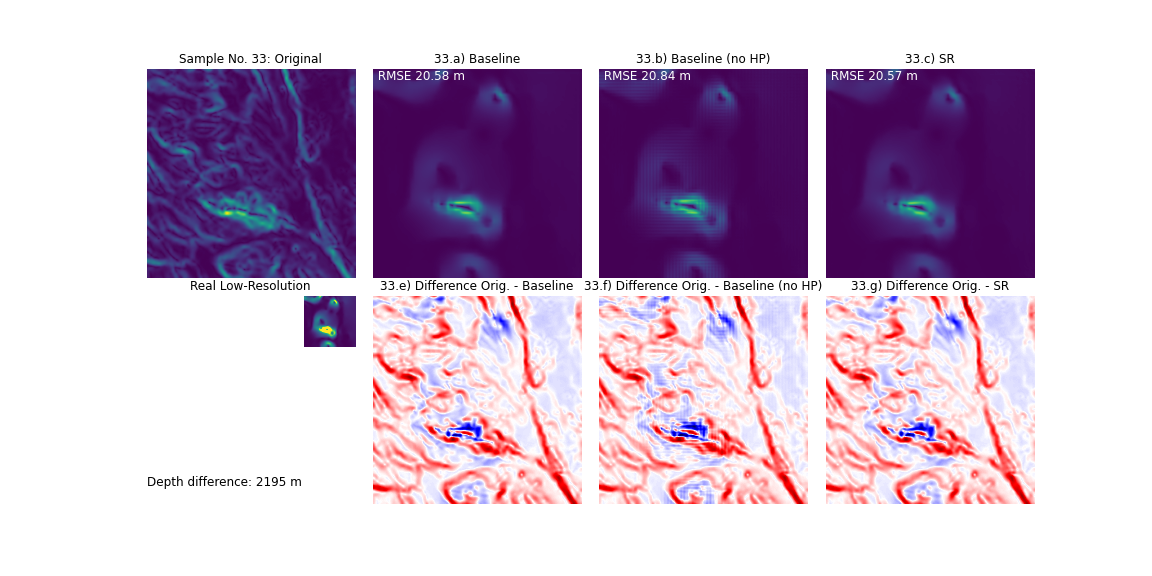 Sample No. 33: Original
33.a) Baseline
33.b) Baseline (no HP)
33.c) SR
RMSE 20.58 m
RMSE 20.84 m
RMSE 20.57 m
Real Low-Resolution
33.e) Difference Orig. - Baseline
33.f) Difference Orig. - Baseline (no HP)
33.g) Difference Orig. - SR
Depth difference: 2195 m